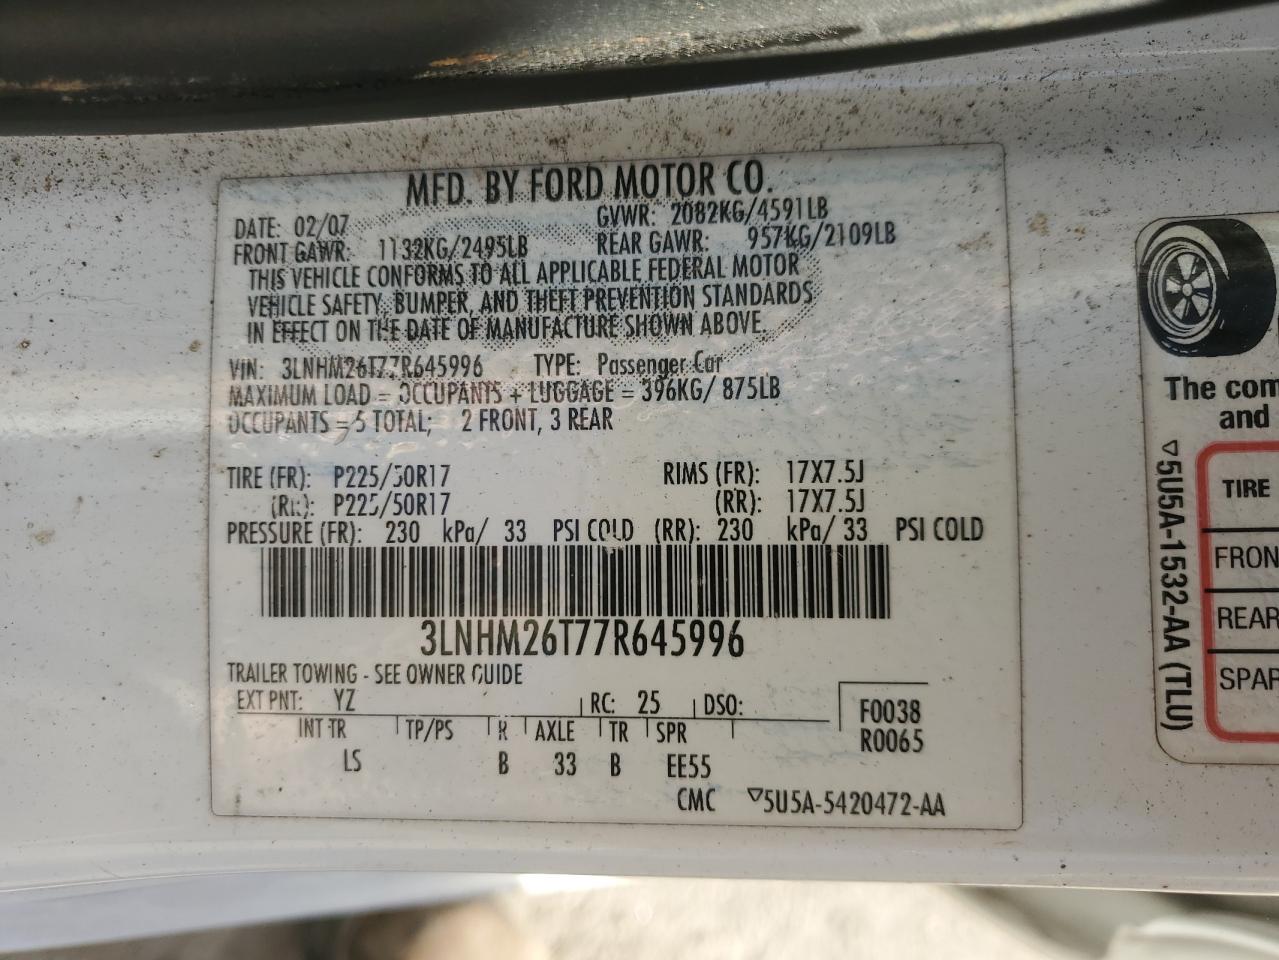 MFD. BY FORD MOTOR CO.
DATE: 02/07 GVWR: 2082KG/4591LB
FRONT GAWR: 1132KG/2495LB REAR GAWR: 957KG/2109LB
THIS VEHICLE CONFORMS TO ALL APPLICABLE FEDERAL MOTOR
VEHICLE SAFETY, BUMPER, AND THEFT PREVENTION STANDARDS
IN EFFECT ON THE DATE OF MANUFACTURE SHOWN ABOVE.
VIN: 3LNHM26T77R645996 TYPE: Passenger Car
MAXIMUM LOAD = OCCUPANTS + LUGGAGE = 396KG/ 875LB
OCCUPANTS = 5 TOTAL; 2 FRONT, 3 REAR
TIRE (FR): P225/50R17 RIMS (FR): 17X7.5J
(RR): P225/50R17 (RR): 17X7.5J
PRESSURE (FR): 230 kPa/ 33 PSI COLD (RR): 230 kPa/ 33 PSI COLD
3LNHM26T77R645996
TRAILER TOWING - SEE OWNER GUIDE
EXT PNT: YZ RC: 25 DSO:
INT TR TP/PS R AXLE TR SPR
LS B 33 B EE55
F0038
R0065
CMC ▽5U5A-5420472-AA
The com
and
▽5U5A-1532-AA (TLU)
TIRE
FRON
REAR
SPAR